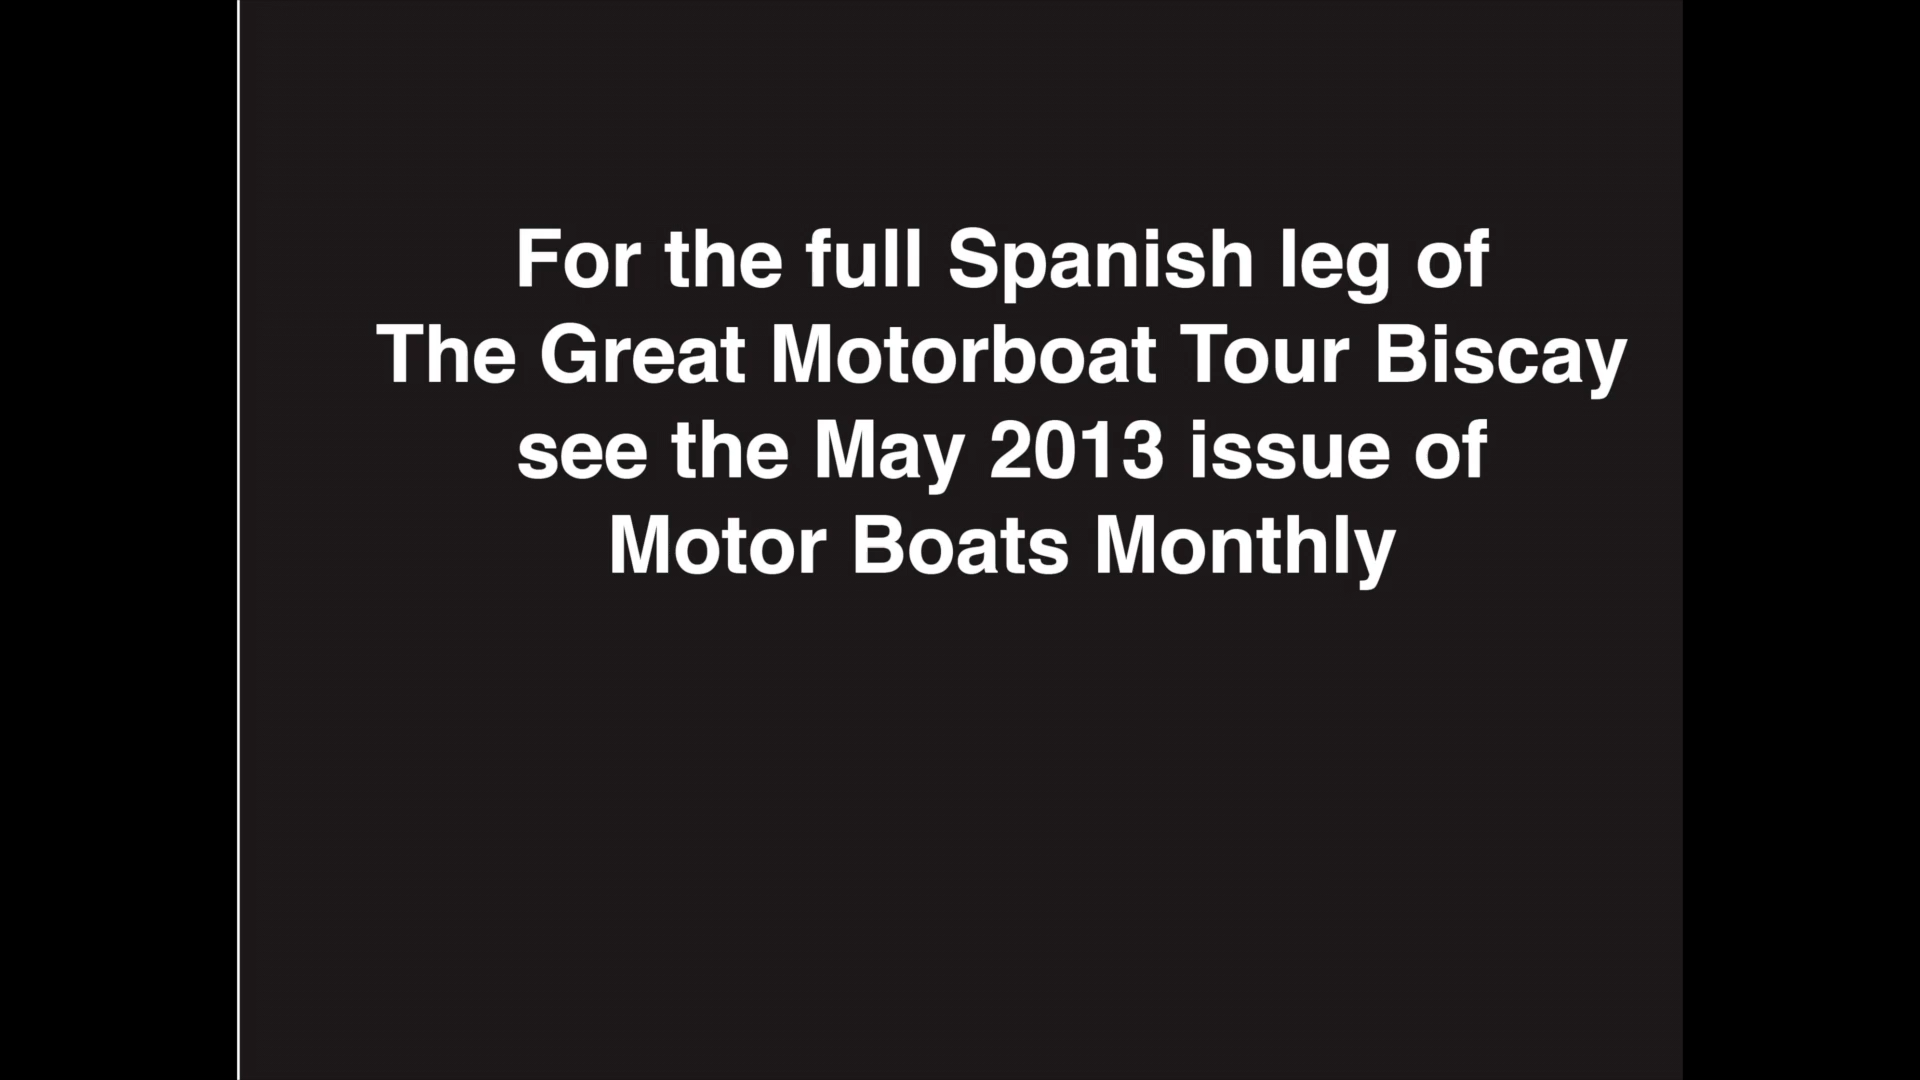 For the full Spanish leg of
The Great Motorboat Tour Biscay
see the May 2013 issue of
Motor Boats Monthly